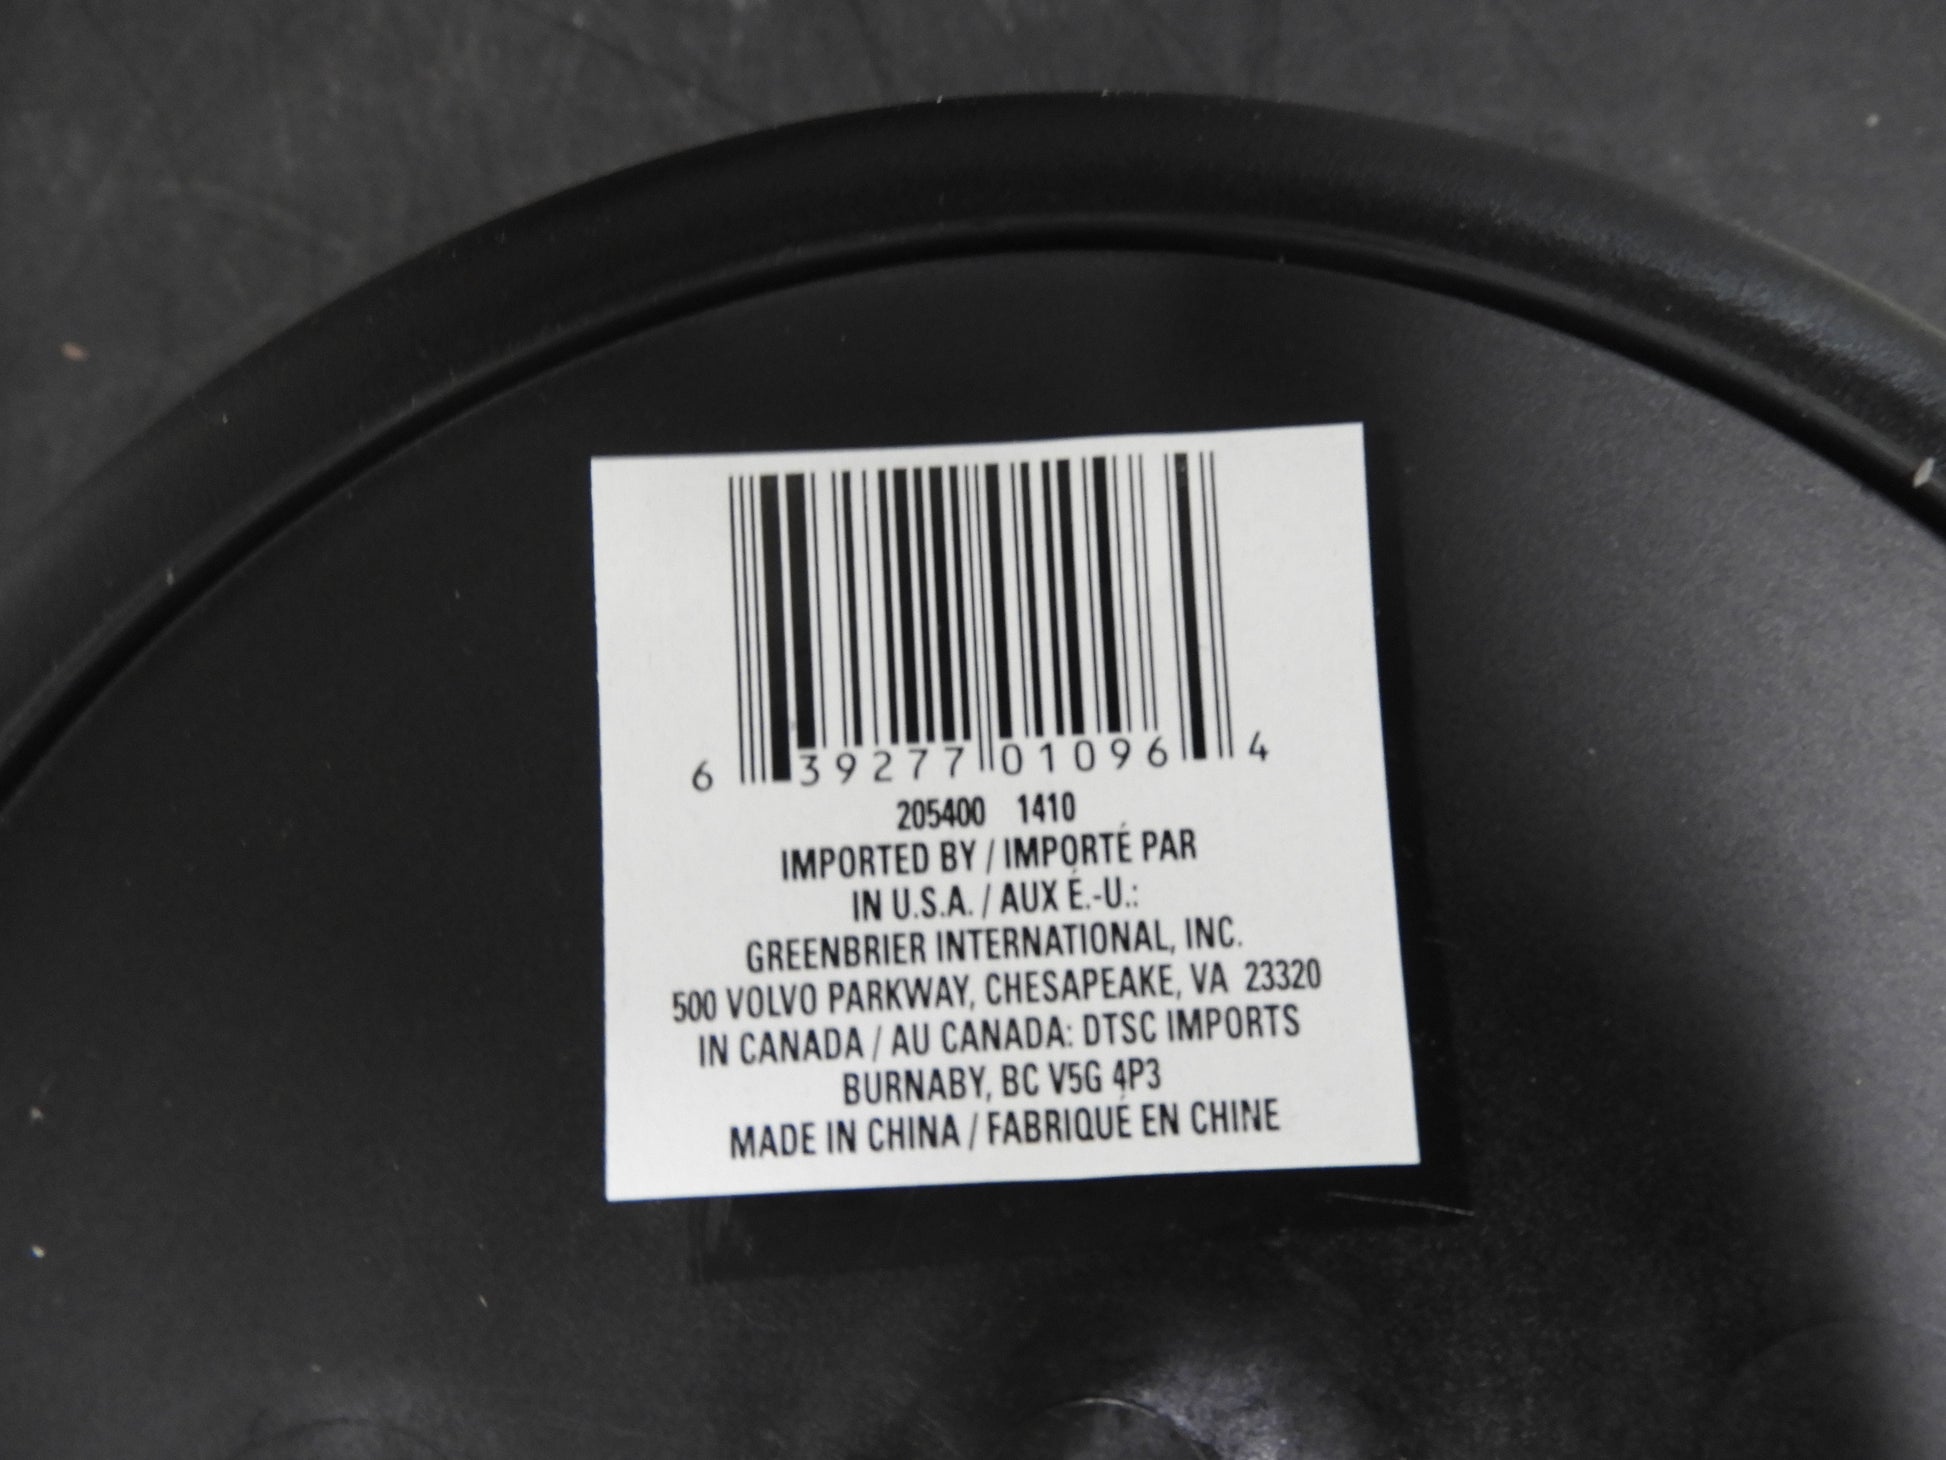 6 39277 01096 4
205400 1410
IMPORTED BY / IMPORTÉ PAR
IN U.S.A. / AUX É.-U.:
GREENBRIER INTERNATIONAL, INC.
500 VOLVO PARKWAY, CHESAPEAKE, VA 23320
IN CANADA / AU CANADA: DTSC IMPORTS
BURNABY, BC V5G 4P3
MADE IN CHINA / FABRIQUÉ EN CHINE